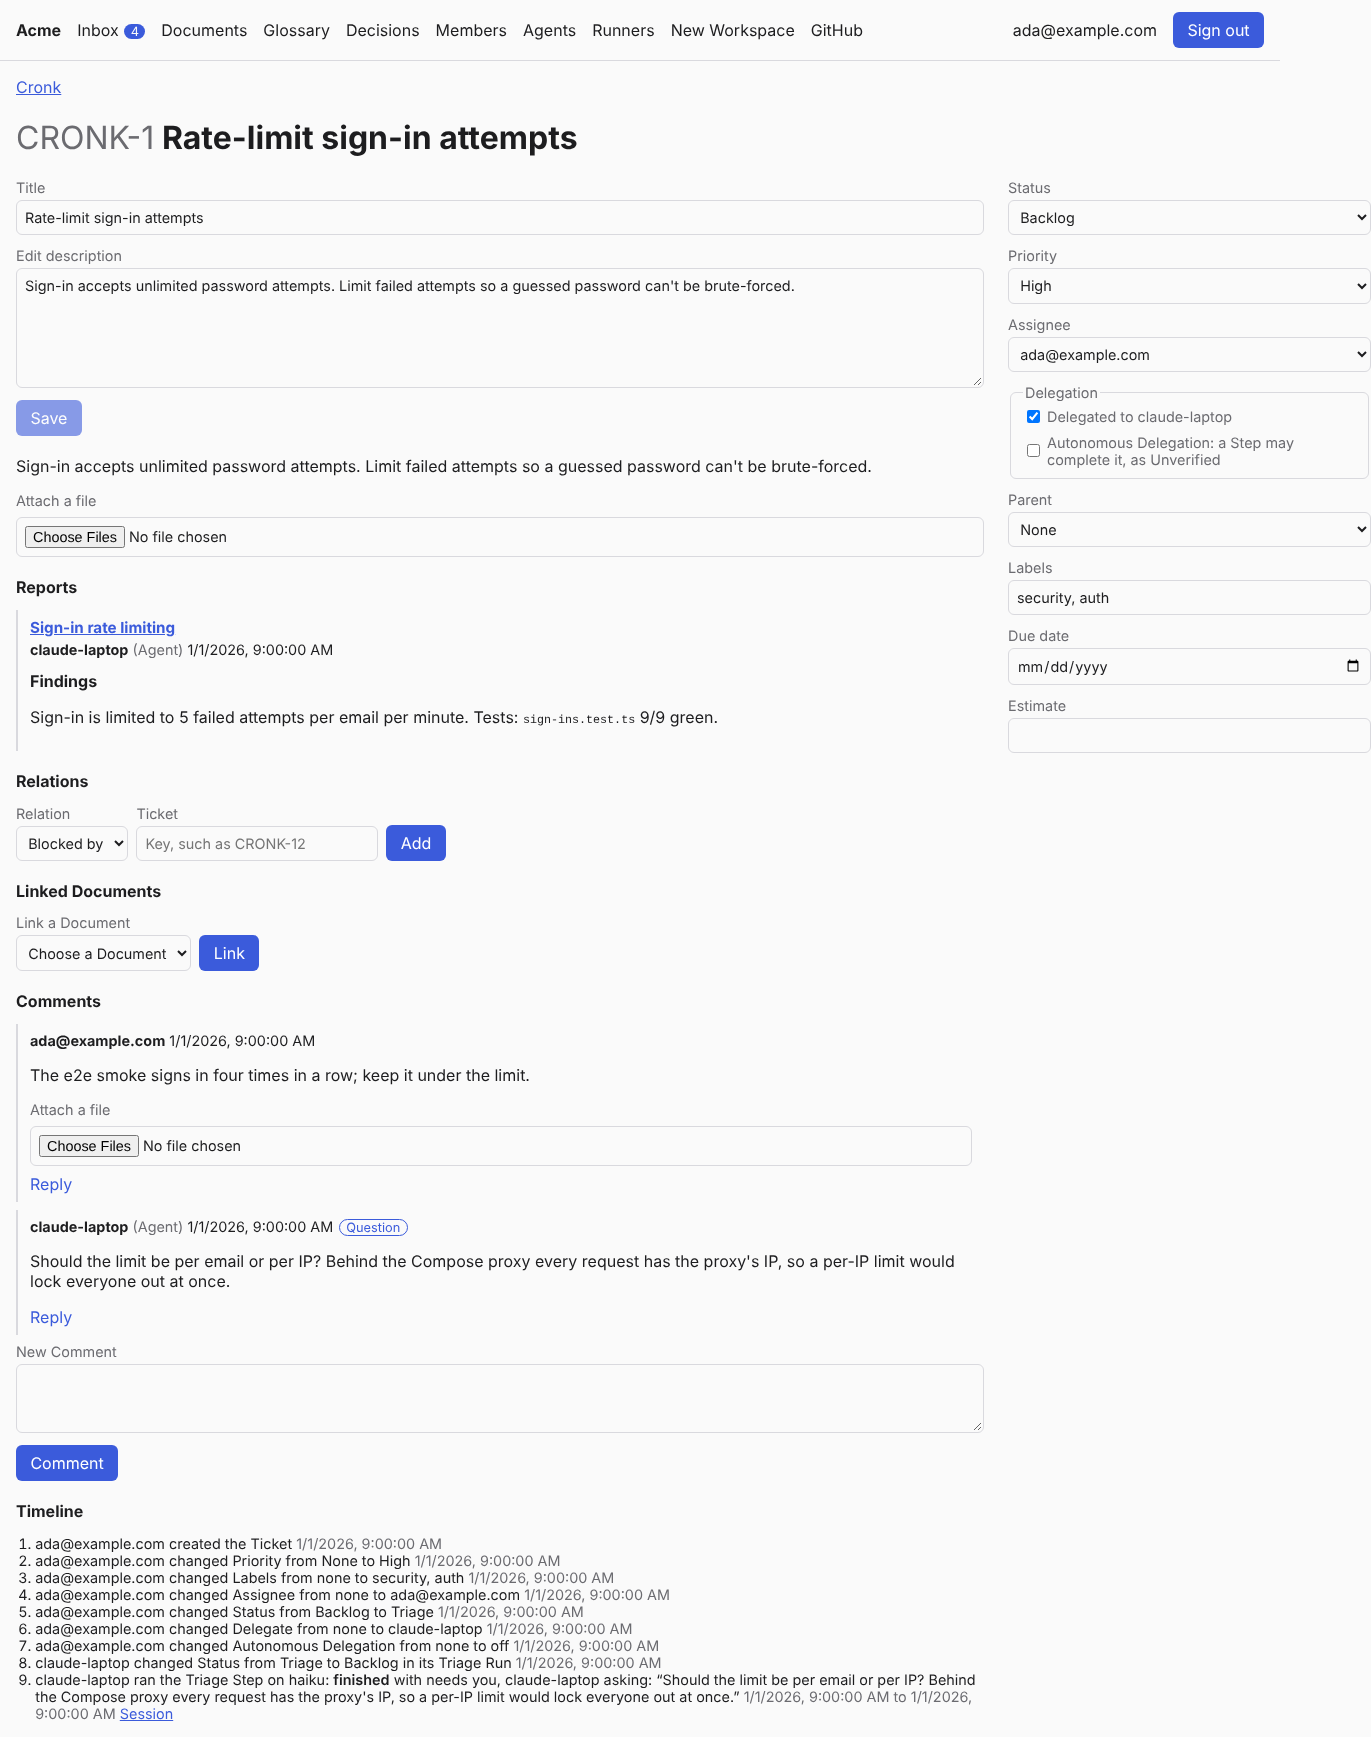 Acme Inbox 4 Documents Glossary Decisions Members Agents Runners New Workspace GitHub ada@example.com Sign out
Cronk
CRONK-1 Rate-limit sign-in attempts
Title
Rate-limit sign-in attempts
Edit description
Sign-in accepts unlimited password attempts. Limit failed attempts so a guessed password can't be brute-forced.
Save
Sign-in accepts unlimited password attempts. Limit failed attempts so a guessed password can't be brute-forced.
Attach a file
Choose Files No file chosen
Reports
Sign-in rate limiting
claude-laptop (Agent) 1/1/2026, 9:00:00 AM
Findings
Sign-in is limited to 5 failed attempts per email per minute. Tests: sign-ins.test.ts 9/9 green.
Relations
Relation Ticket
Blocked by Key, such as CRONK-12 Add
Linked Documents
Link a Document
Choose a Document Link
Comments
ada@example.com 1/1/2026, 9:00:00 AM
The e2e smoke signs in four times in a row; keep it under the limit.
Attach a file
Choose Files No file chosen
Reply
claude-laptop (Agent) 1/1/2026, 9:00:00 AM Question
Should the limit be per email or per IP? Behind the Compose proxy every request has the proxy's IP, so a per-IP limit would
lock everyone out at once.
Reply
New Comment
Comment
Timeline
1. ada@example.com created the Ticket 1/1/2026, 9:00:00 AM
2. ada@example.com changed Priority from None to High 1/1/2026, 9:00:00 AM
3. ada@example.com changed Labels from none to security, auth 1/1/2026, 9:00:00 AM
4. ada@example.com changed Assignee from none to ada@example.com 1/1/2026, 9:00:00 AM
5. ada@example.com changed Status from Backlog to Triage 1/1/2026, 9:00:00 AM
6. ada@example.com changed Delegate from none to claude-laptop 1/1/2026, 9:00:00 AM
7. ada@example.com changed Autonomous Delegation from none to off 1/1/2026, 9:00:00 AM
8. claude-laptop changed Status from Triage to Backlog in its Triage Run 1/1/2026, 9:00:00 AM
9. claude-laptop ran the Triage Step on haiku: finished with needs you, claude-laptop asking: “Should the limit be per email or per IP? Behind
the Compose proxy every request has the proxy's IP, so a per-IP limit would lock everyone out at once.” 1/1/2026, 9:00:00 AM to 1/1/2026,
9:00:00 AM Session
Status
Backlog
Priority
High
Assignee
ada@example.com
Delegation
Delegated to claude-laptop
Autonomous Delegation: a Step may
complete it, as Unverified
Parent
None
Labels
security, auth
Due date
mm/dd/yyyy
Estimate